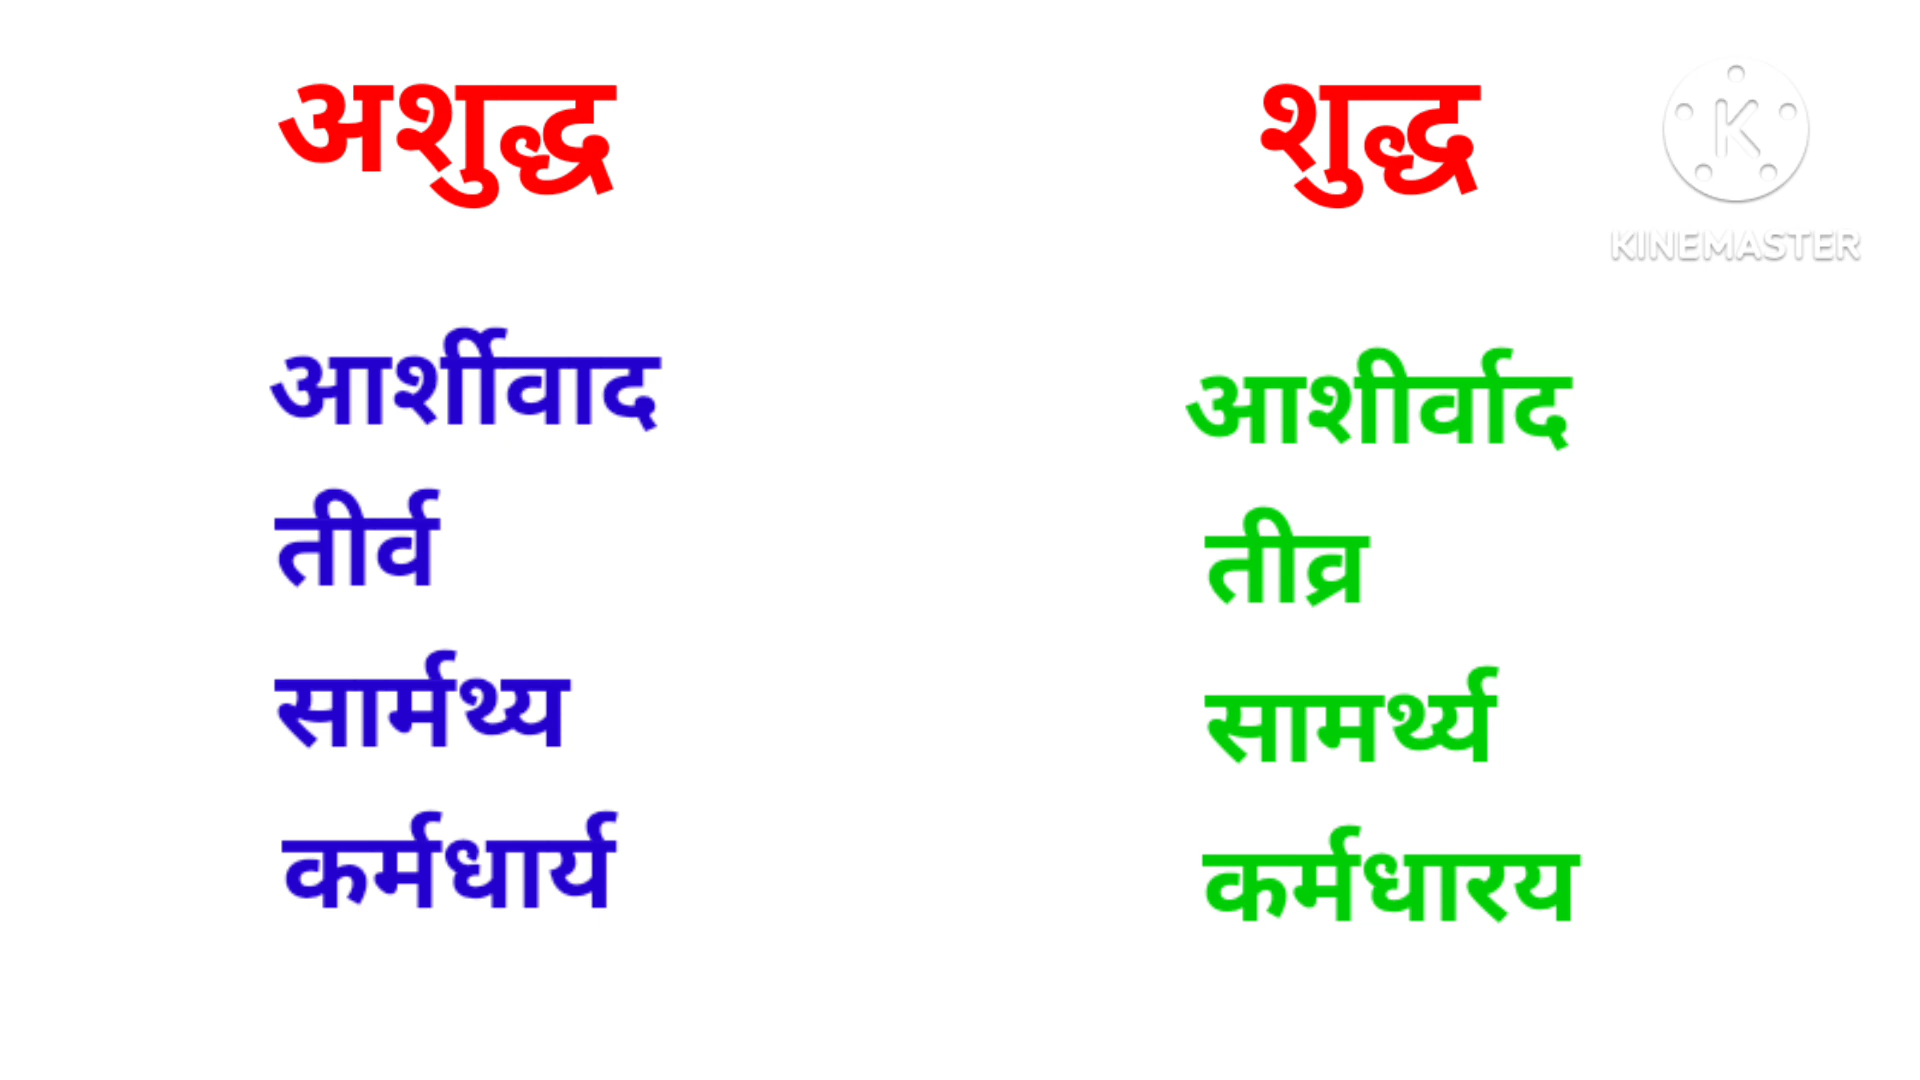 अशुद्ध शुद्ध
KINEMASTER
आर्शीवाद आशीर्वाद
तीर्व तीव्र
सार्मथ्य सामर्थ्य
कर्मधार्य कर्मधारय